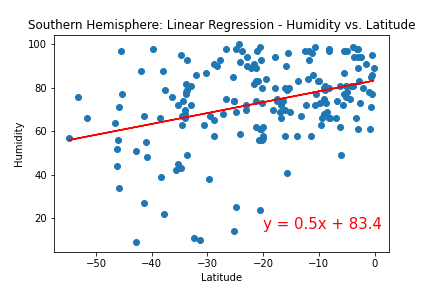 Southern Hemisphere: Linear Regression - Humidity vs. Latitude
100
80
60
40
20
Humidity
y = 0.5x + 83.4
−50
−40
−30
−20
−10
0
Latitude